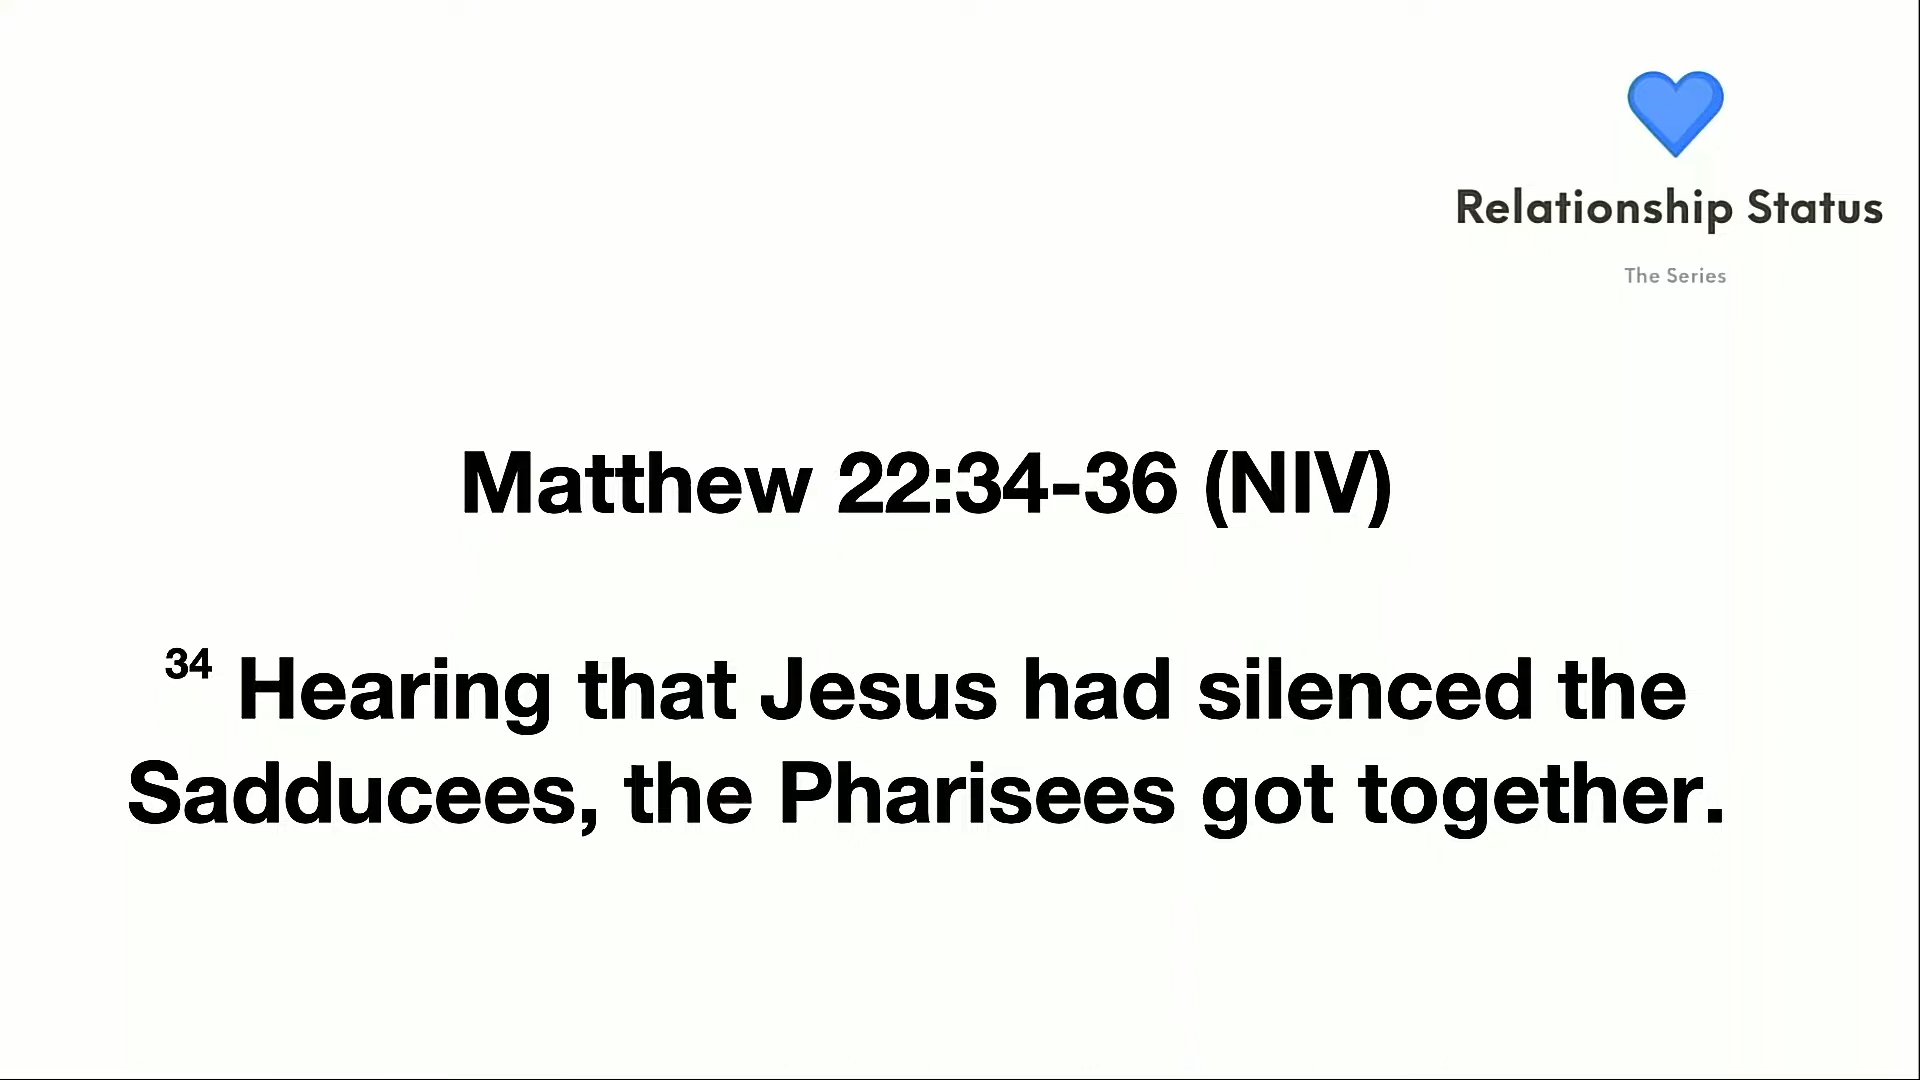 Relationship Status
The Series
Matthew 22:34-36 (NIV)
34 Hearing that Jesus had silenced the
Sadducees, the Pharisees got together.